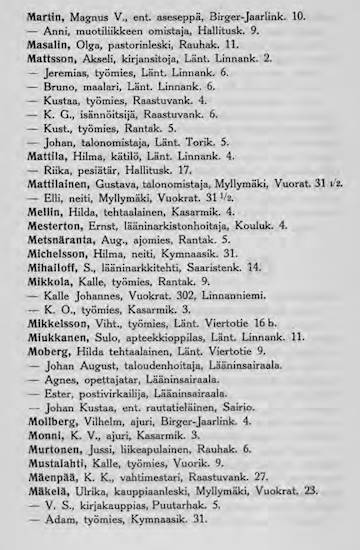 Martin, Magnus V., ent. aseseppä, Birger-Jaarlink. 10.
— Anni, muotiliikkeen omistaja, Hallitusk. 9.
Masalin, Olga, pastorinleski, Rauhak. 11.
Mattsson, Akseli, kirjansitoja, Länt. Linnank. 2.
— Jeremias, työmies, Länt. Linnank. 6.
— Bruno, maalari, Länt. Linnank. 6.
— Kustaa, työmies, Raastuvank. 4.
— K. G., isännöitsijä, Raastuvank. 6.
— Kust., työmies, Rantak. 5.
— Johan, talonomistaja, Länt. Torik. 5.
Mattila, Hilma, kätilö, Länt. Linnank. 4.
— Riika, pesijätär, Hallitusk. 17.
Mattilainen, Gustava, talonomistaja, Myllymäki, Vuorat. 31 1/2.
— Elli, neiti, Myllymäki, Vuokrat. 31 1/2.
Mellin, Hilda, tehtaalainen, Kasarmik. 4.
Mesterton, Ernst, lääninarkistonhoitaja, Kouluk. 4.
Metsnäranta, Aug., ajomies, Rantak. 5.
Michelsson, Hilma, neiti, Kymnaasik. 31.
Mihailoff, S., lääninarkkitehti, Saaristenk. 14.
Mikkola, Kalle, työmies, Rantak. 9.
— Kalle Johannes, Vuokrat. 302, Linnanniemi.
— K. O., työmies, Kasarmik. 3.
Mikkelsson, Viht., työmies, Länt. Viertotie 16 b.
Miukkanen, Sulo, apteekkioppilas, Länt. Linnank. 11.
Moberg, Hilda tehtaalainen, Länt. Viertotie 9.
— Johan August, taloudenhoitaja, Lääninsairaala.
— Agnes, opettajatar, Lääninsairaala.
— Ester, postivirkailija, Lääninsairaala.
— Johan Kustaa, ent. rautatieläinen, Sairio.
Mollberg, Vilhelm, ajuri, Birger-Jaarlink. 4.
Monni, K. V., ajuri, Kasarmik. 3.
Murtonen, Jussi, liikeapulainen, Rauhak. 6.
Mustalahti, Kalle, työmies, Vuorik. 9.
Mäenpää, K. K., vahtimestari, Raastuvank. 27.
Mäkelä, Ulrika, kauppiaanleski, Myllymäki, Vuokrat. 23.
— V. S., kirjakauppias, Puutarhak. 5.
— Adam, työmies, Kymnaasik. 31.